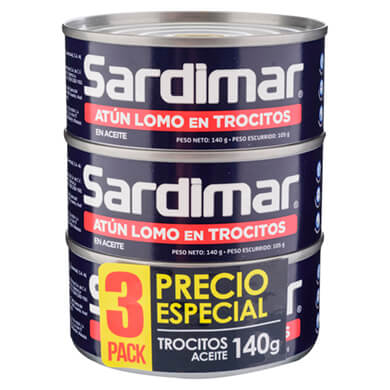 Sardimar®
ATÚN LOMO EN TROCITOS
EN ACEITE
PESO NETO: 140 g • PESO ESCURRIDO: 105 g
Sardimar®
ATÚN LOMO EN TROCITOS
EN ACEITE
PESO NETO: 140 g • PESO ESCURRIDO: 105 g
Sardimar
3
PACK
PRECIO
ESPECIAL
TROCITOS
ACEITE
140g